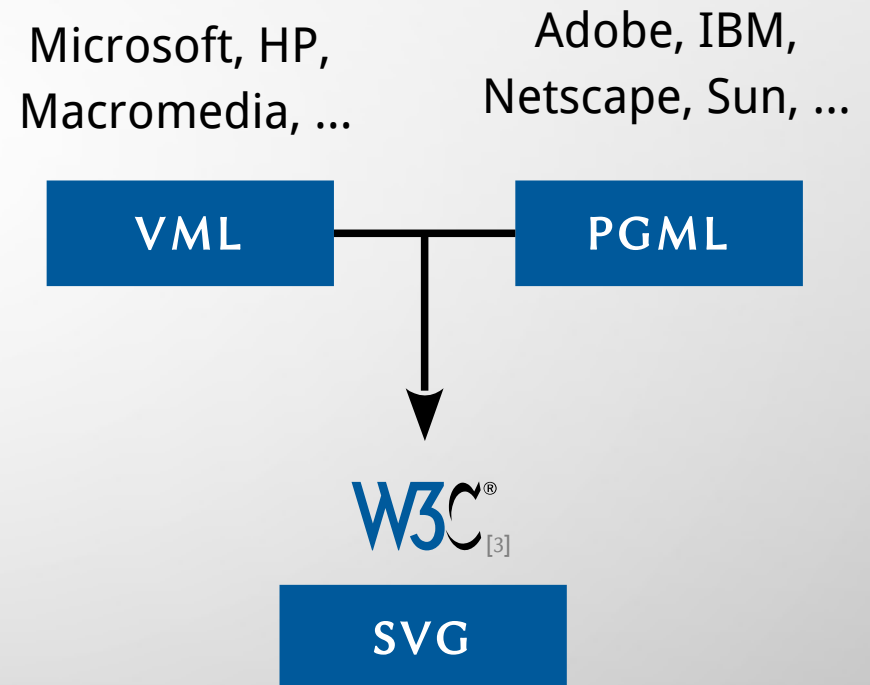 Microsoft, HP,
Macromedia, ...
Adobe, IBM,
Netscape, Sun, ...
VML
PGML
W3C®
[3]
SVG